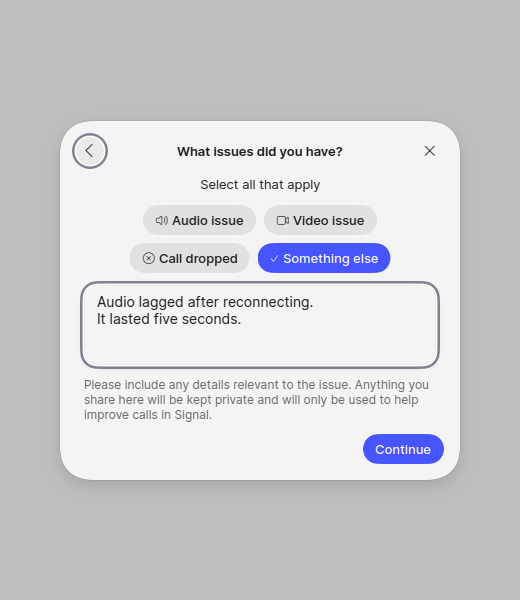 What issues did you have?
Select all that apply
Audio issue
Video issue
Call dropped
Something else
Audio lagged after reconnecting.
It lasted five seconds.
Please include any details relevant to the issue. Anything you
share here will be kept private and will only be used to help
improve calls in Signal.
Continue